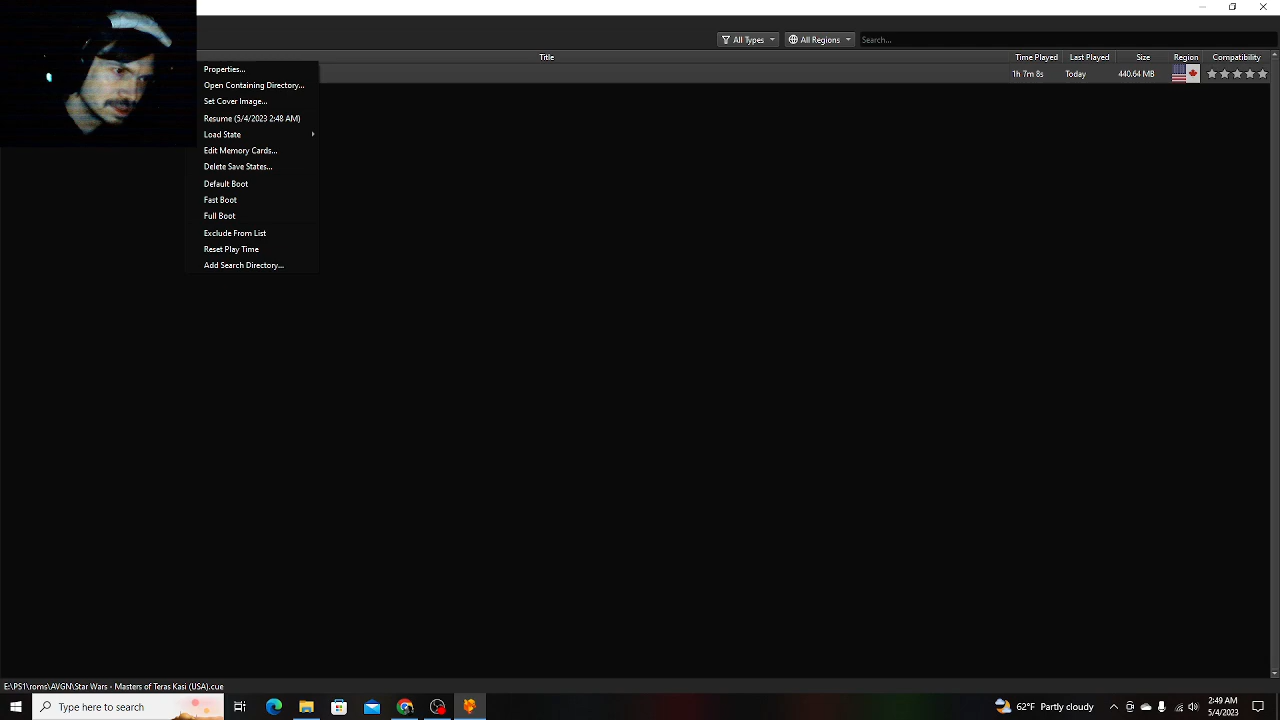 All Types
All Regions
Search...
Title
Time Played
Last Played
Size
Region
Compatibility
1h 7m 8s
Today
440.64 MB
Properties...
Open Containing Directory...
Set Cover Image...
Resume (5/4/2023 2:48 AM)
Load State
Edit Memory Cards...
Delete Save States...
Default Boot
Fast Boot
Full Boot
Exclude From List
Reset Play Time
Add Search Directory...
E:\PS1\roms\AVGN\Star Wars - Masters of Teras Kasi (USA).cue
Type here to search
62°F Partly cloudy
2:49 AM
5/4/2023